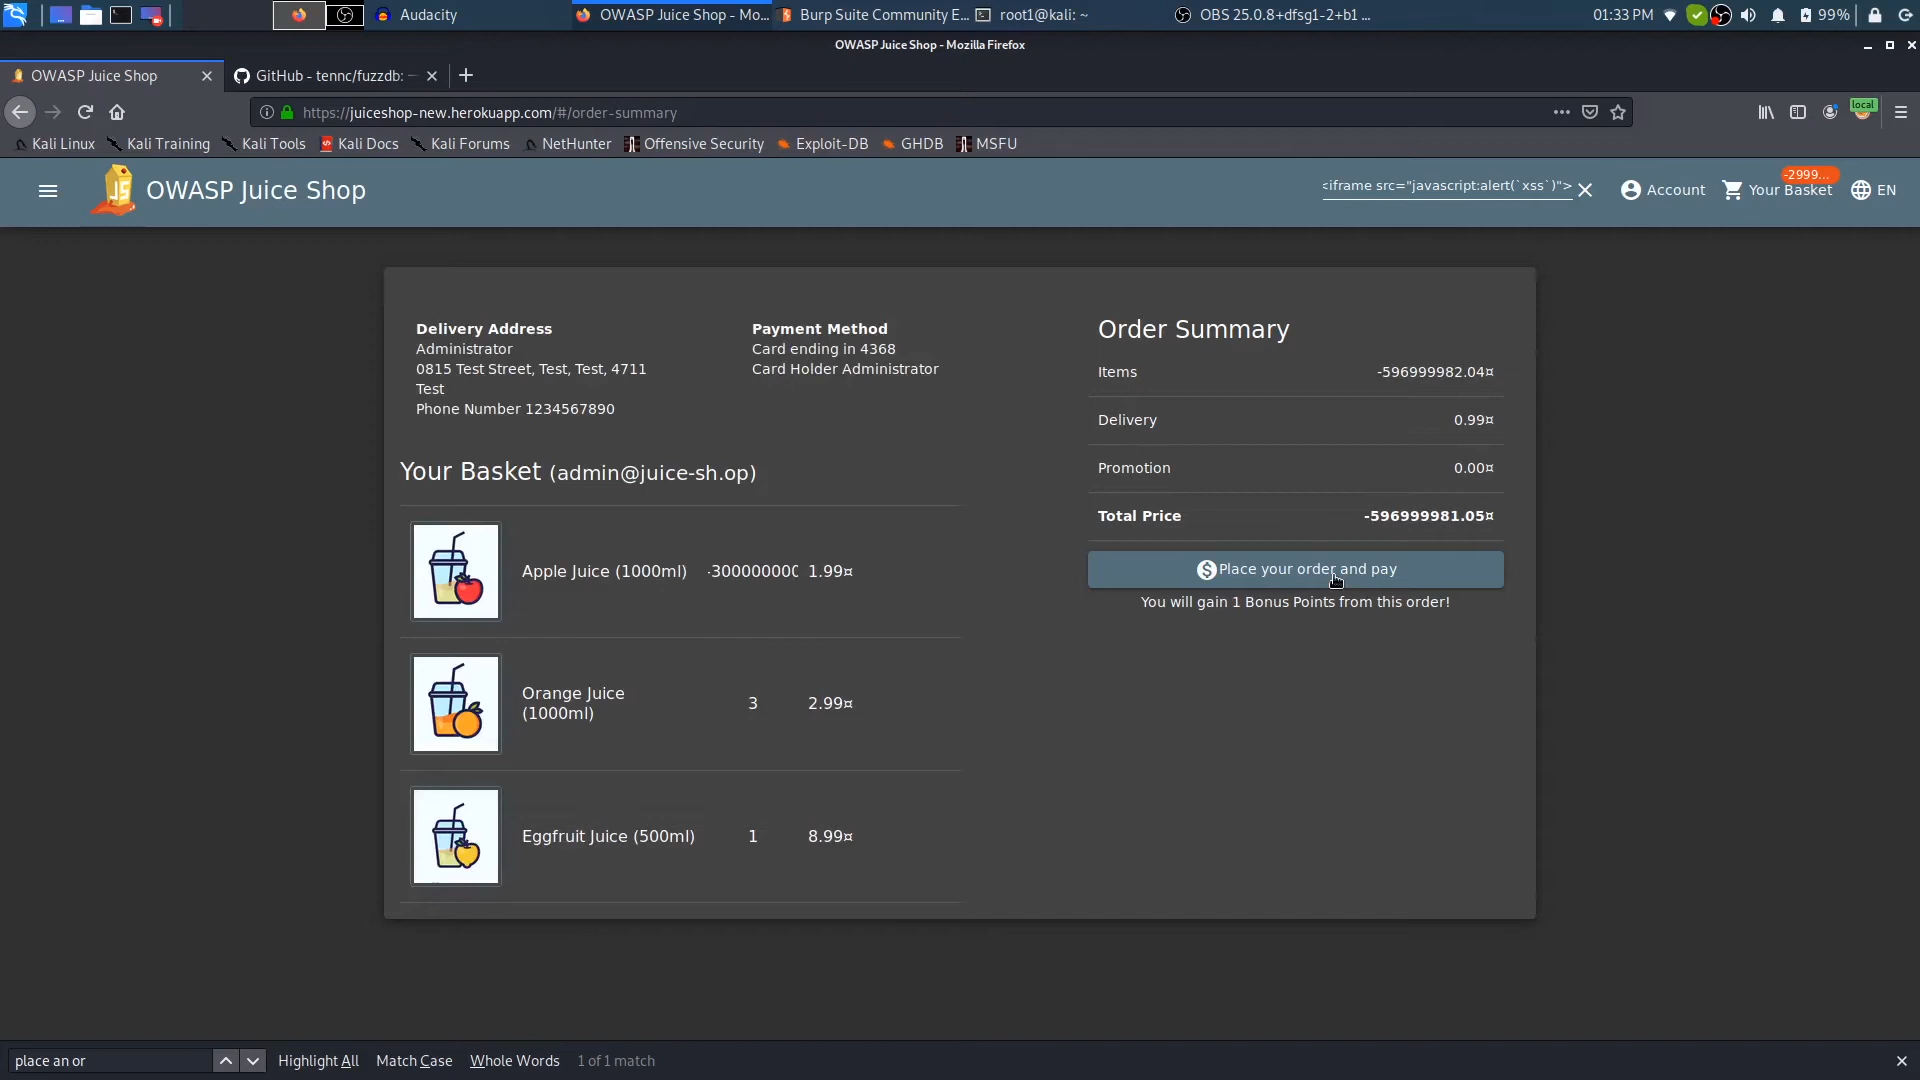 Audacity
OWASP Juice Shop - Mo...
Burp Suite Community E...
root1@kali: ~
OBS 25.0.8+dfsg1-2+b1 ...
01:33 PM
99%
OWASP Juice Shop - Mozilla Firefox
OWASP Juice Shop
GitHub - tennc/fuzzdb: 一
https://juiceshop-new.herokuapp.com/#/order-summary
local
Kali Linux
Kali Training
Kali Tools
Kali Docs
Kali Forums
NetHunter
Offensive Security
Exploit-DB
GHDB
MSFU
OWASP Juice Shop
<iframe src="javascript:alert(`xss`)">
Account
-2999...
Your Basket
EN
Delivery Address
Administrator
0815 Test Street, Test, Test, 4711
Test
Phone Number 1234567890
Payment Method
Card ending in 4368
Card Holder Administrator
Your Basket (admin@juice-sh.op)
Apple Juice (1000ml) -300000000 1.99¤
Orange Juice
(1000ml)
3 2.99¤
Eggfruit Juice (500ml) 1 8.99¤
Order Summary
Items -596999982.04¤
Delivery 0.99¤
Promotion 0.00¤
Total Price -596999981.05¤
Place your order and pay
You will gain 1 Bonus Points from this order!
place an or
Highlight All
Match Case
Whole Words
1 of 1 match